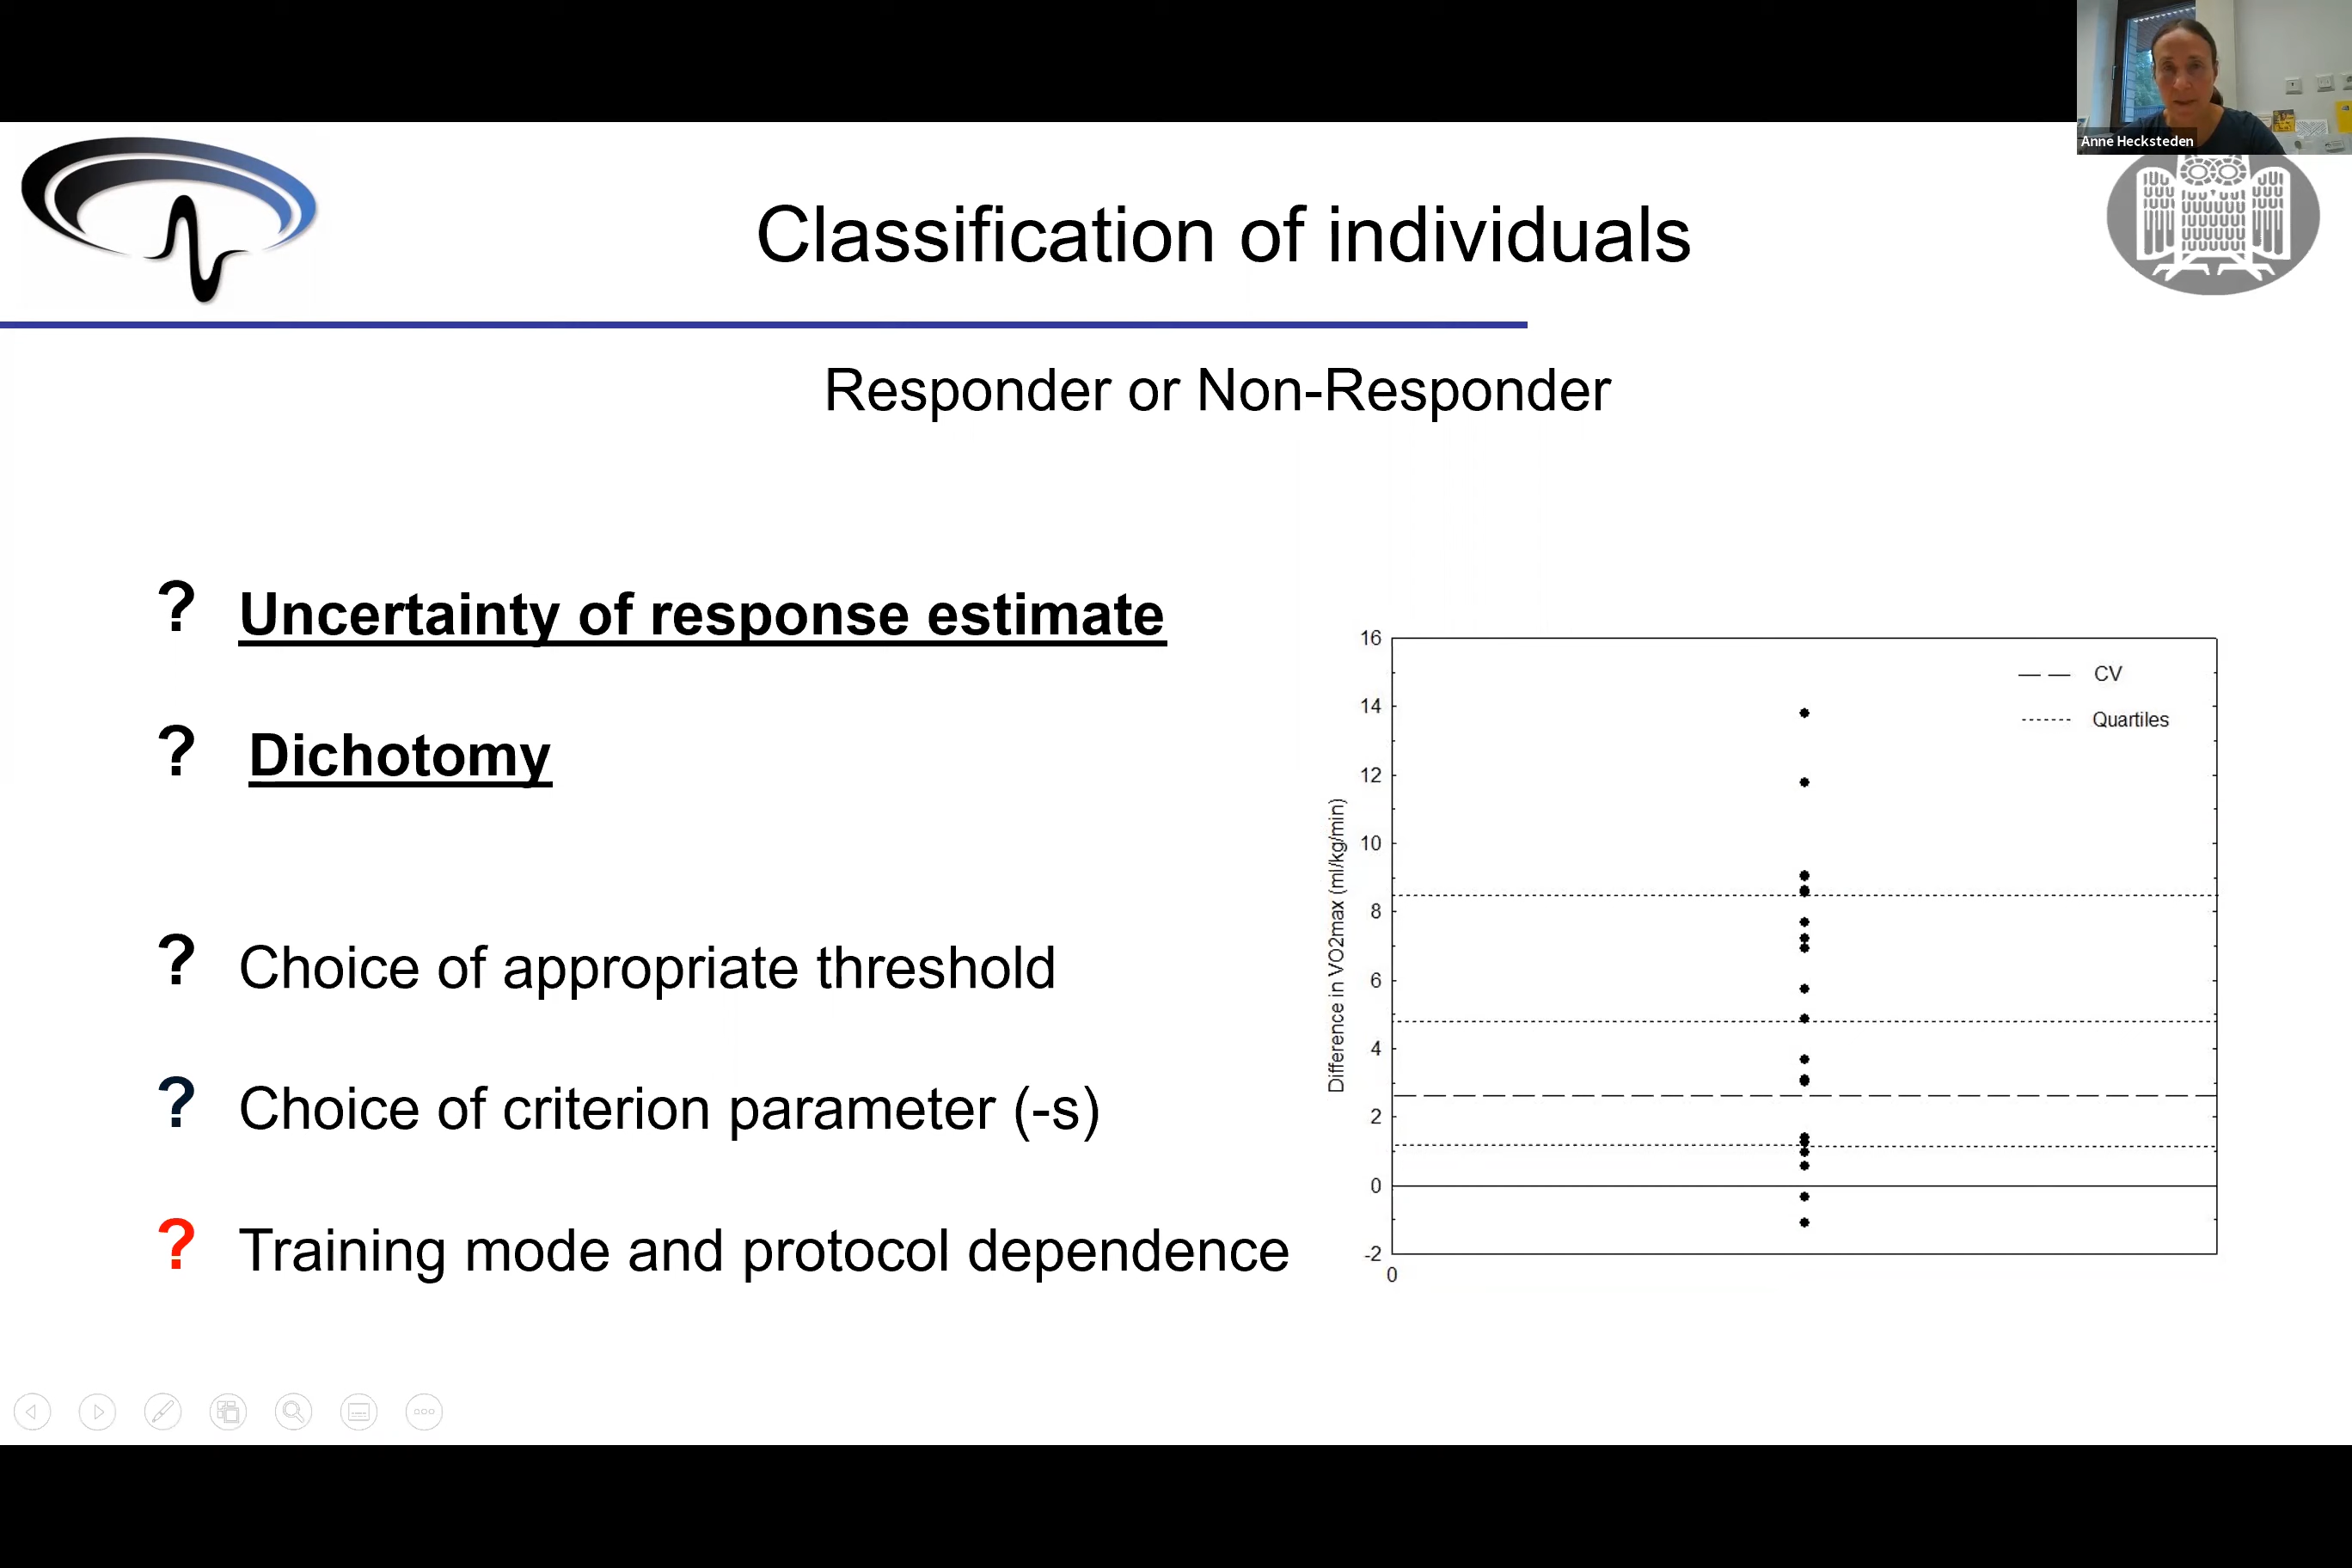 Anne Hecksteden
Classification of individuals
Responder or Non-Responder
? Uncertainty of response estimate
? Dichotomy
? Choice of appropriate threshold
? Choice of criterion parameter (-s)
? Training mode and protocol dependence
Difference in VO2max (ml/kg/min)
16
14
12
10
8
6
4
2
0
-2
0
CV
Quartiles